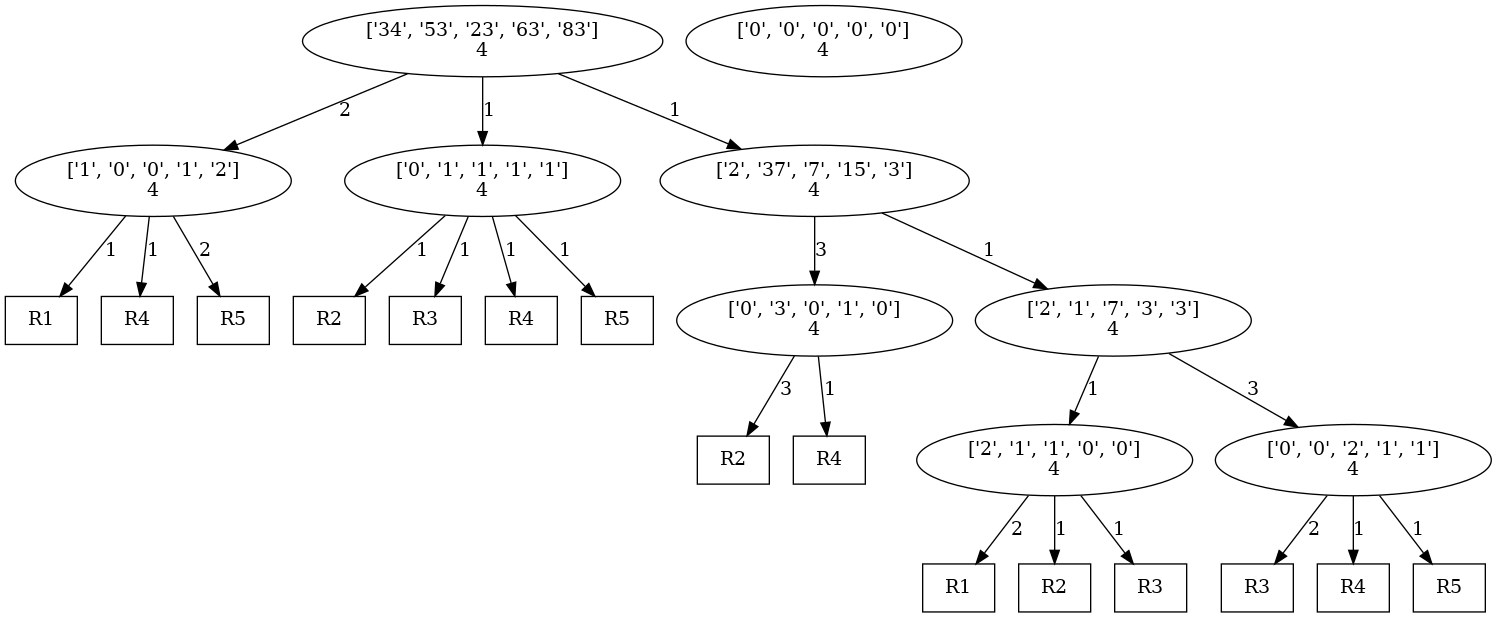 ['34', '53', '23', '63', '83']
4
['0', '0', '0', '0', '0']
4
2
1
1
['1', '0', '0', '1', '2']
4
['0', '1', '1', '1', '1']
4
['2', '37', '7', '15', '3']
4
1
1
2
1
1
1
1
3
1
R1
R4
R5
R2
R3
R4
R5
['0', '3', '0', '1', '0']
4
['2', '1', '7', '3', '3']
4
3
1
1
3
R2
R4
['2', '1', '1', '0', '0']
4
['0', '0', '2', '1', '1']
4
2
1
1
2
1
1
R1
R2
R3
R3
R4
R5